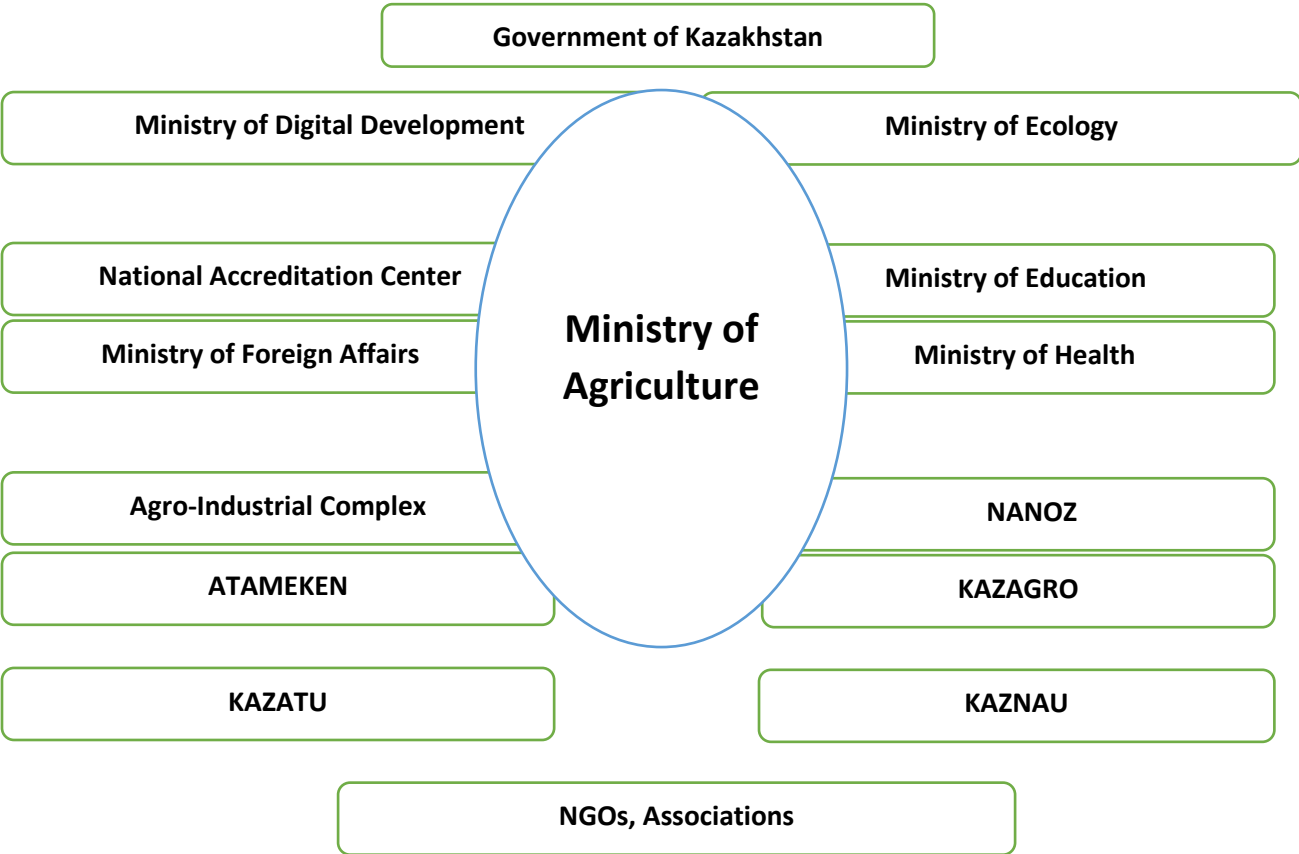 Government of Kazakhstan
Ministry of Digital Development
Ministry of Ecology
National Accreditation Center
Ministry of Education
Ministry of
Agriculture
Ministry of Foreign Affairs
Ministry of Health
Agro-Industrial Complex
NANOZ
ATAMEKEN
KAZAGRO
KAZATU
KAZNAU
NGOs, Associations